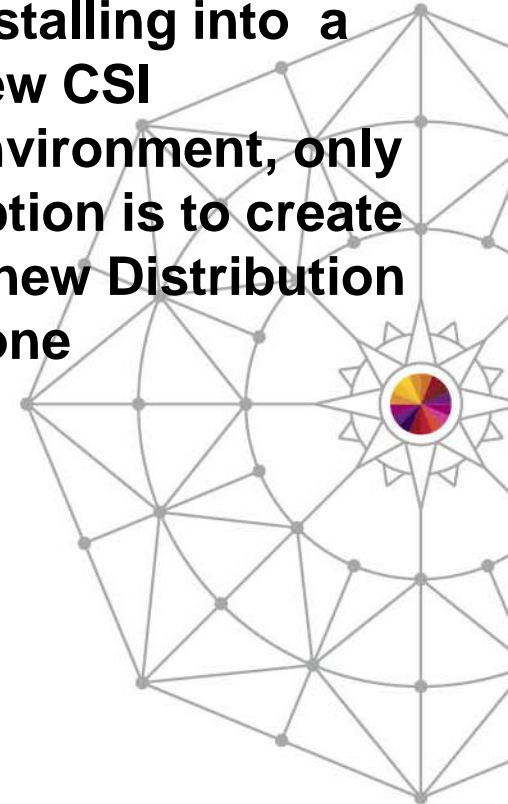 stalling into a
ew CSI
nvironment, only
ption is to create
new Distribution
one